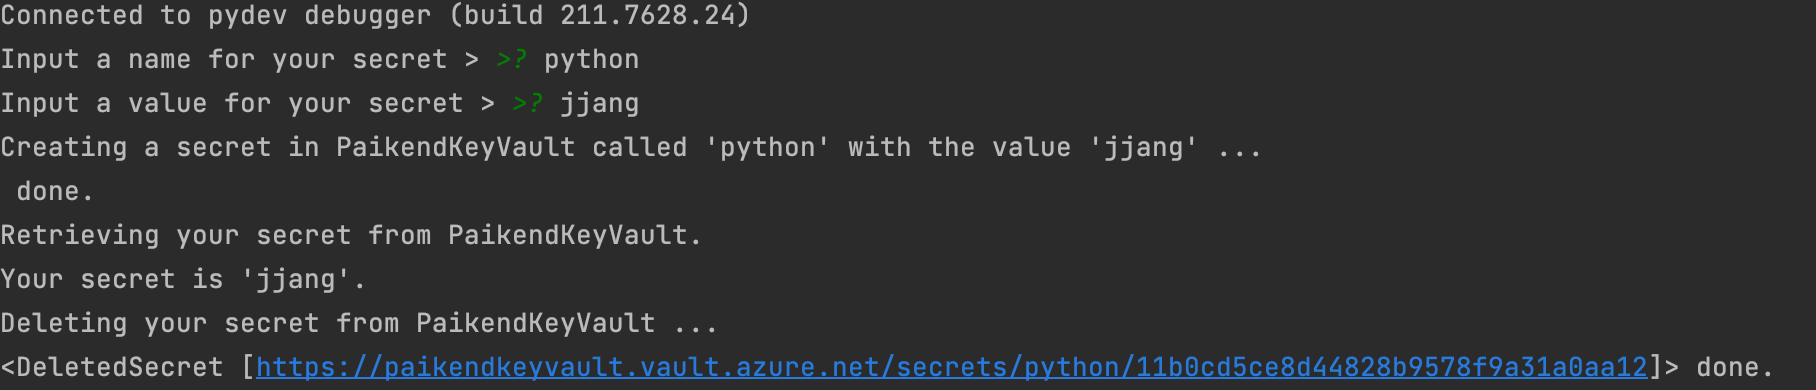 Connected to pydev debugger (build 211.7628.24)
Input a name for your secret > >? python
Input a value for your secret > >? jjang
Creating a secret in PaikendKeyVault called 'python' with the value 'jjang' ...
 done.
Retrieving your secret from PaikendKeyVault.
Your secret is 'jjang'.
Deleting your secret from PaikendKeyVault ...
<DeletedSecret [https://paikendkeyvault.vault.azure.net/secrets/python/11b0cd5ce8d44828b9578f9a31a0aa12]> done.